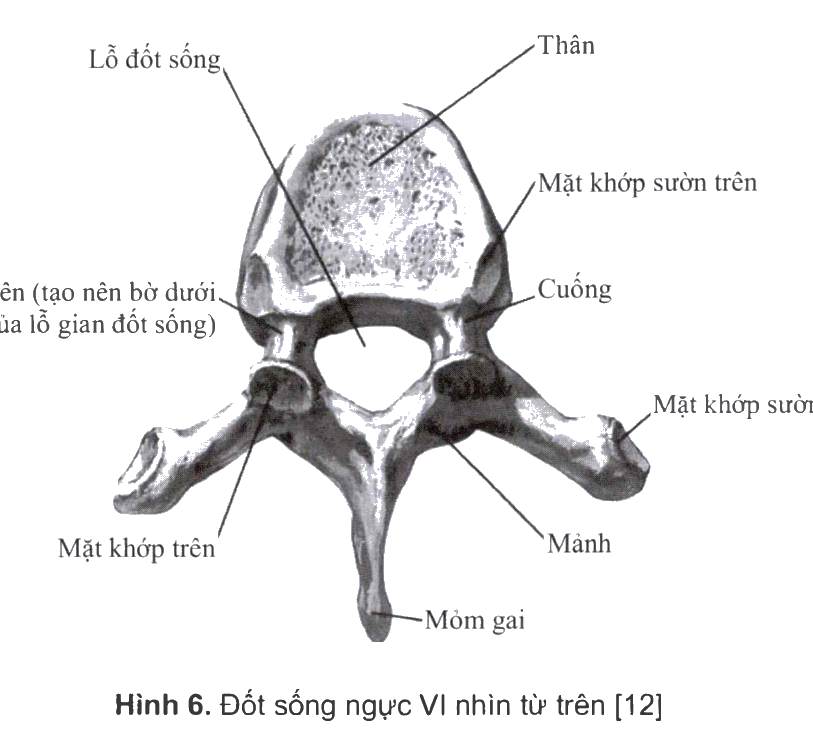 Lỗ đốt sống
Thân
Mặt khớp sườn trên
ên (tạo nên bờ dưới
ủa lỗ gian đốt sống)
Cuống
Mặt khớp sườn
Mặt khớp trên
Mảnh
Mỏm gai
Hình 6. Đốt sống ngực VI nhìn từ trên [12]